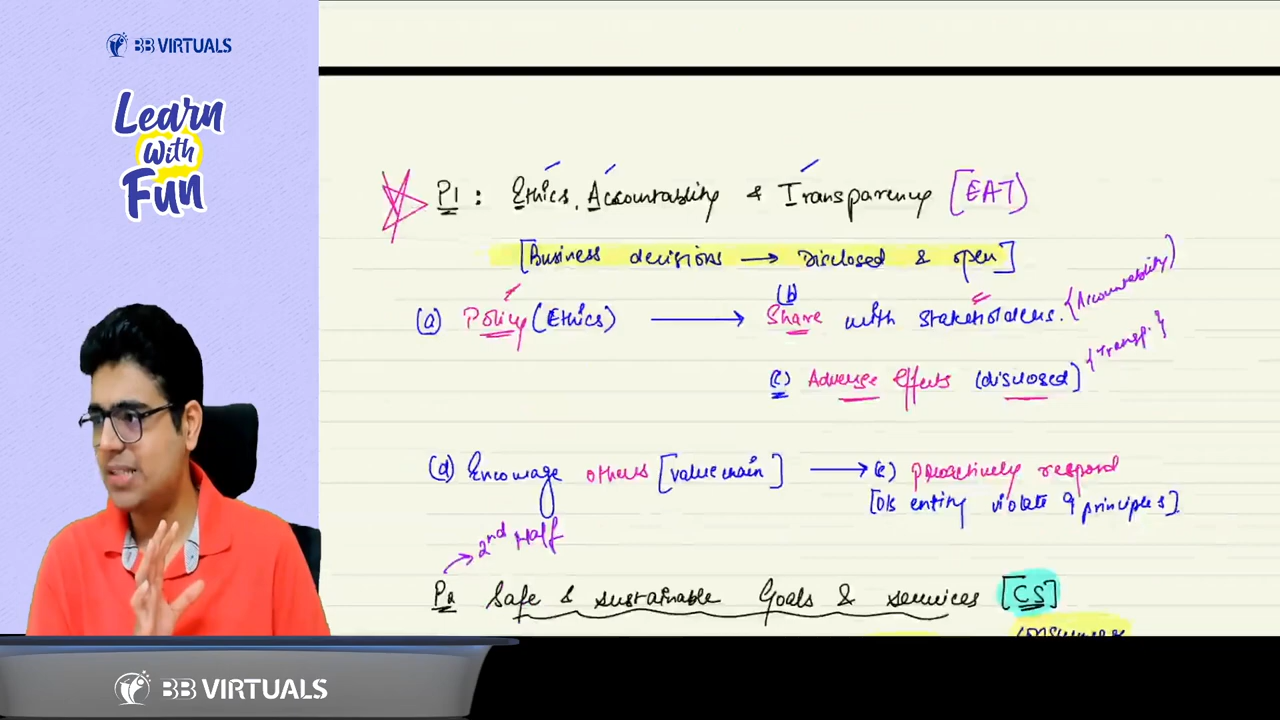 BB VIRTUALS
Learn
With
Fun
P1 : Ethics, Accountability & Transparency [EAT]
[Business decisions → Disclosed & open]
(a) Policy (Ethics) → (b) Share with stakeholders. {Accountability}
(c) Adverse Effects (disclosed] {Transp.}
(d) Encourage others [value chain] → (e) proactively respond
[O/s entity violate 9 principles].
→ 2nd Half
P2 Safe & sustainable Goals & services [CS]
consumers
BB VIRTUALS